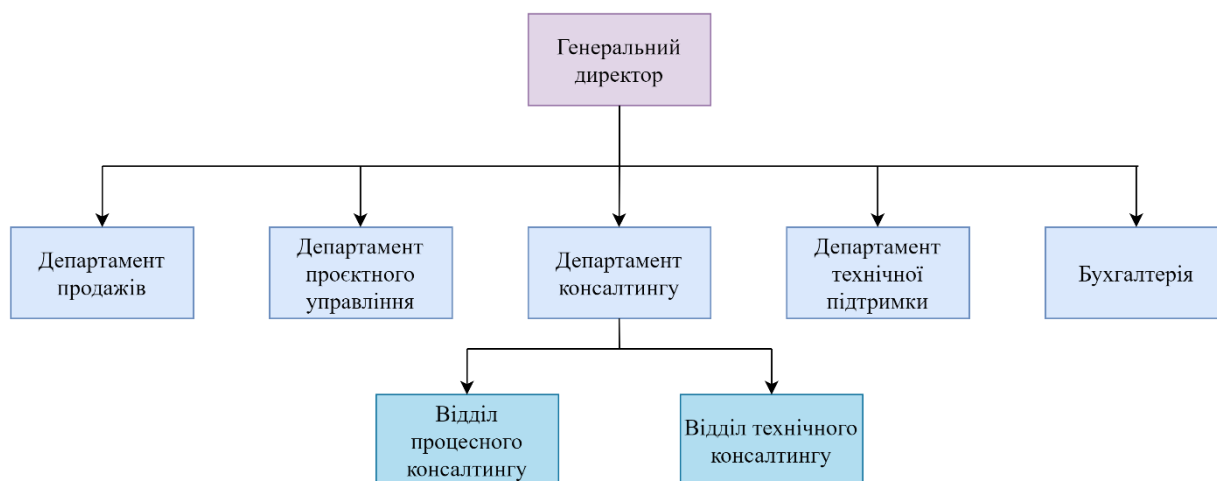 Генеральний
директор
Департамент
продажів
Департамент
проєктного
управління
Департамент
консалтингу
Департамент
технічної
підтримки
Бухгалтерія
Відділ
процесного
консалтингу
Відділ технічного
консалтингу